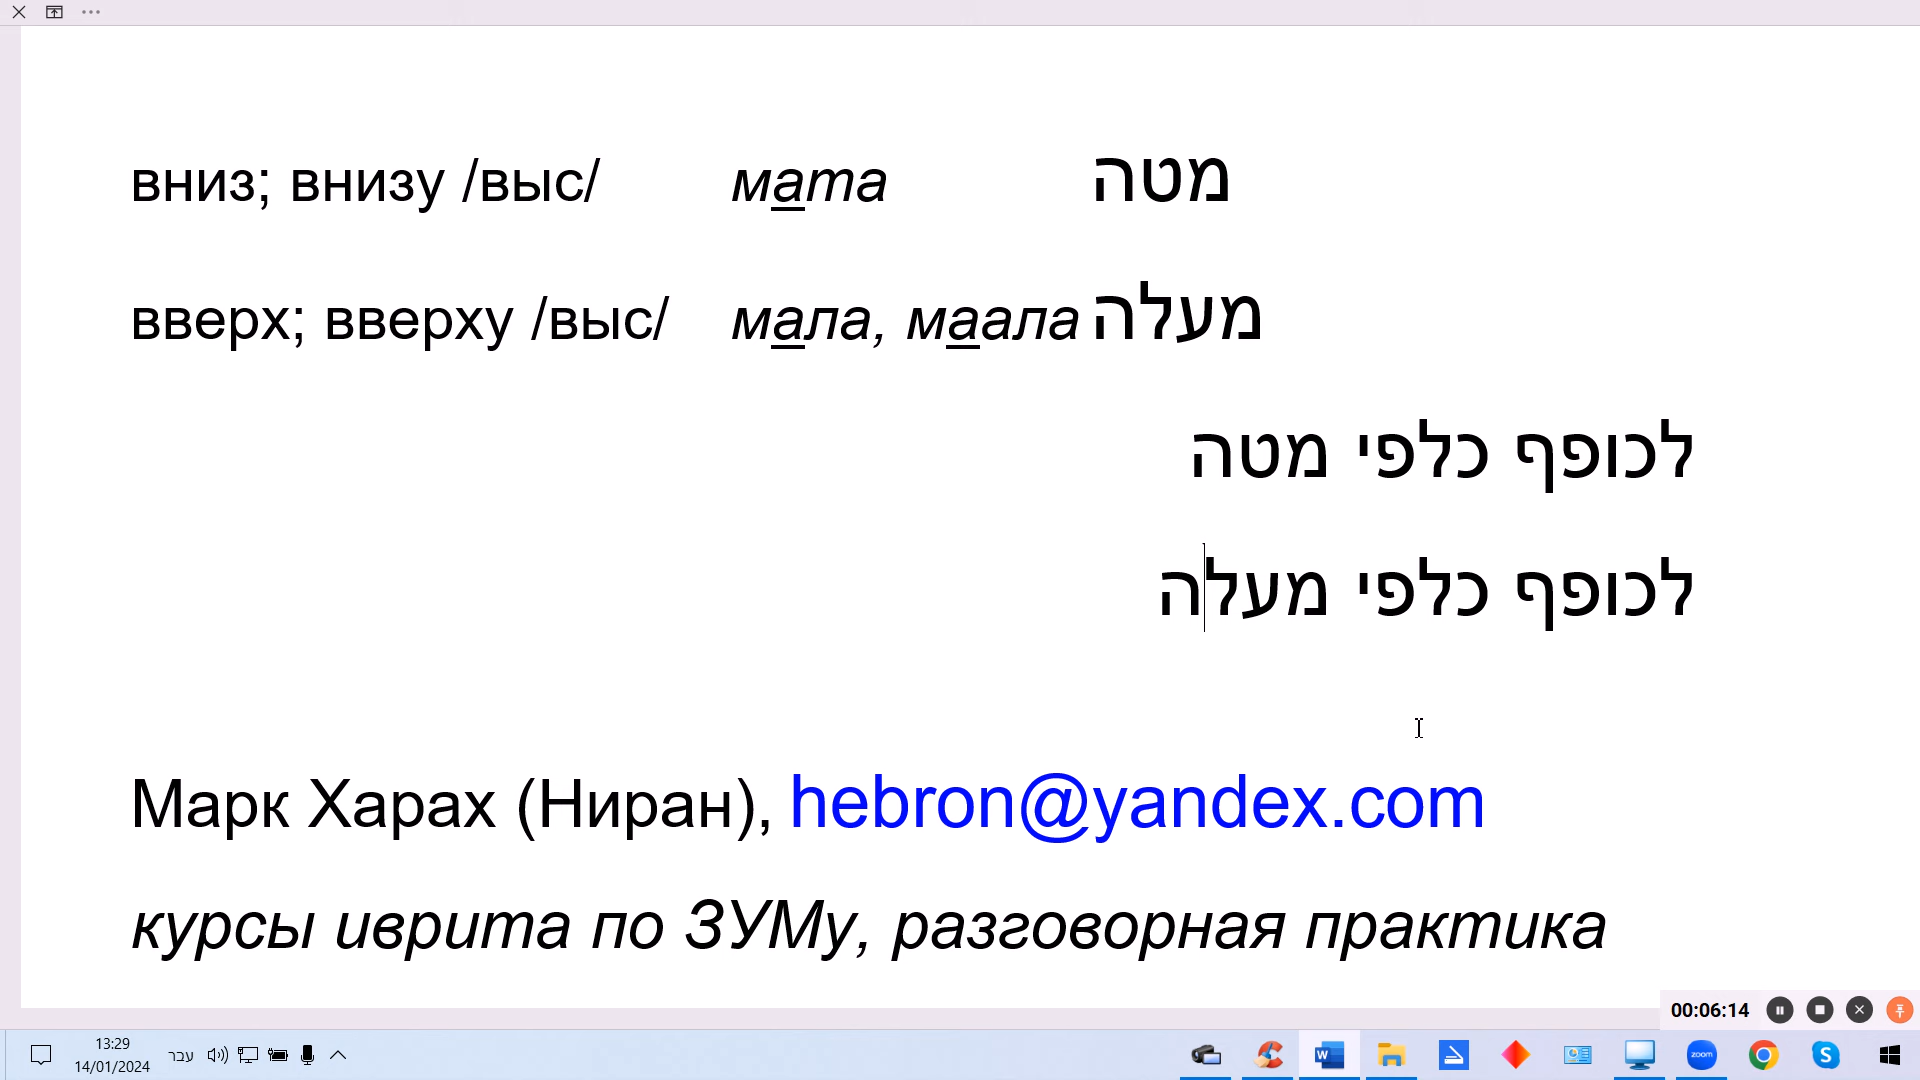 вниз; внизу /выс/ мата מטה
вверх; вверху /выс/ мала, маала מעלה
לכופף כלפי מטה
לכופף כלפי מעלה
Марк Харах (Ниран), hebron@yandex.com
курсы иврита по ЗУМу, разговорная практика
00:06:14
13:29
14/01/2024
עבר
W
zoom
S